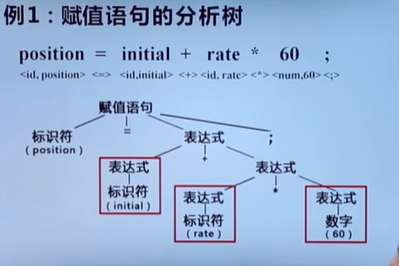 例1：赋值语句的分析树
position = initial + rate * 60 ;
<id, position> <=> <id,initial> <+> <id, rate> <*> <num,60> <;>
赋值语句
标识符 = 表达式 ;
(position)
表达式 + 表达式
标识符 *
(initial) 表达式 表达式
标识符 数字
(rate) (60)